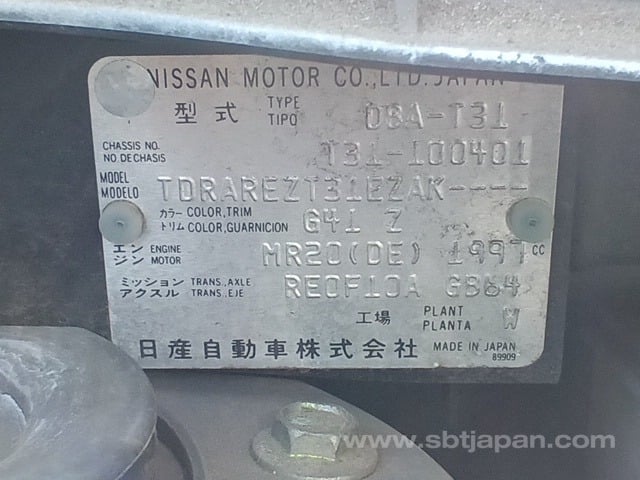 NISSAN MOTOR CO.,LTD. JAPAN
型式 TYPE TIPO DBA-T31
CHASSIS NO. NO.DE CHASIS T31-100401
MODEL MODELO TDRAREZT31EZAK----
カラー トリム COLOR,TRIM COLOR,GUARNICION G41 Z
エンジン ENGINE MOTOR MR20(DE) 1997 CC
ミッション アクスル TRANS.,AXLE TRANS.,EJE RE0F10A GB64
工場 PLANT PLANTA W
日産自動車株式会社 MADE IN JAPAN
89909
www.sbtjapan.com